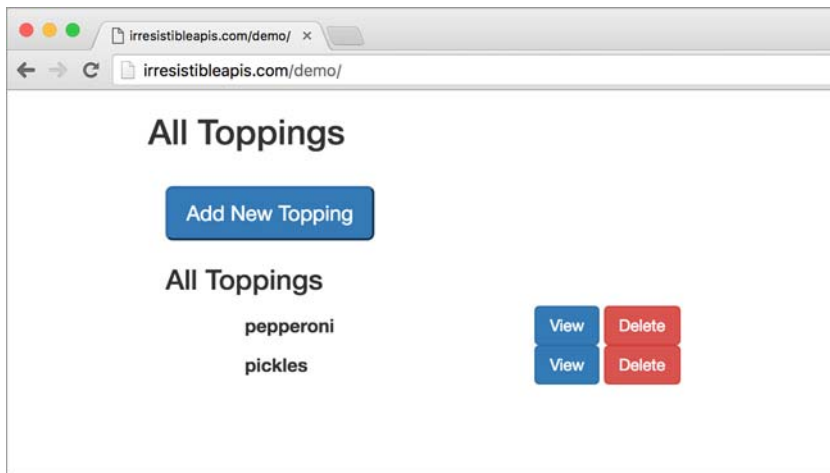 irresistibleapis.com/demo/
irresistibleapis.com/demo/
All Toppings
Add New Topping
All Toppings
pepperoni View Delete
pickles View Delete